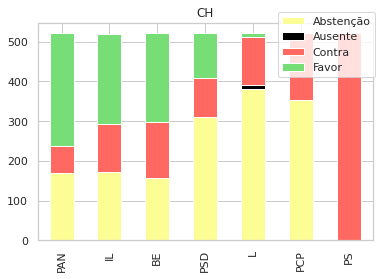 CH
Abstenção
Ausente
Contra
Favor
500
400
300
200
100
0
PAN
IL
BE
PSD
L
PCP
PS